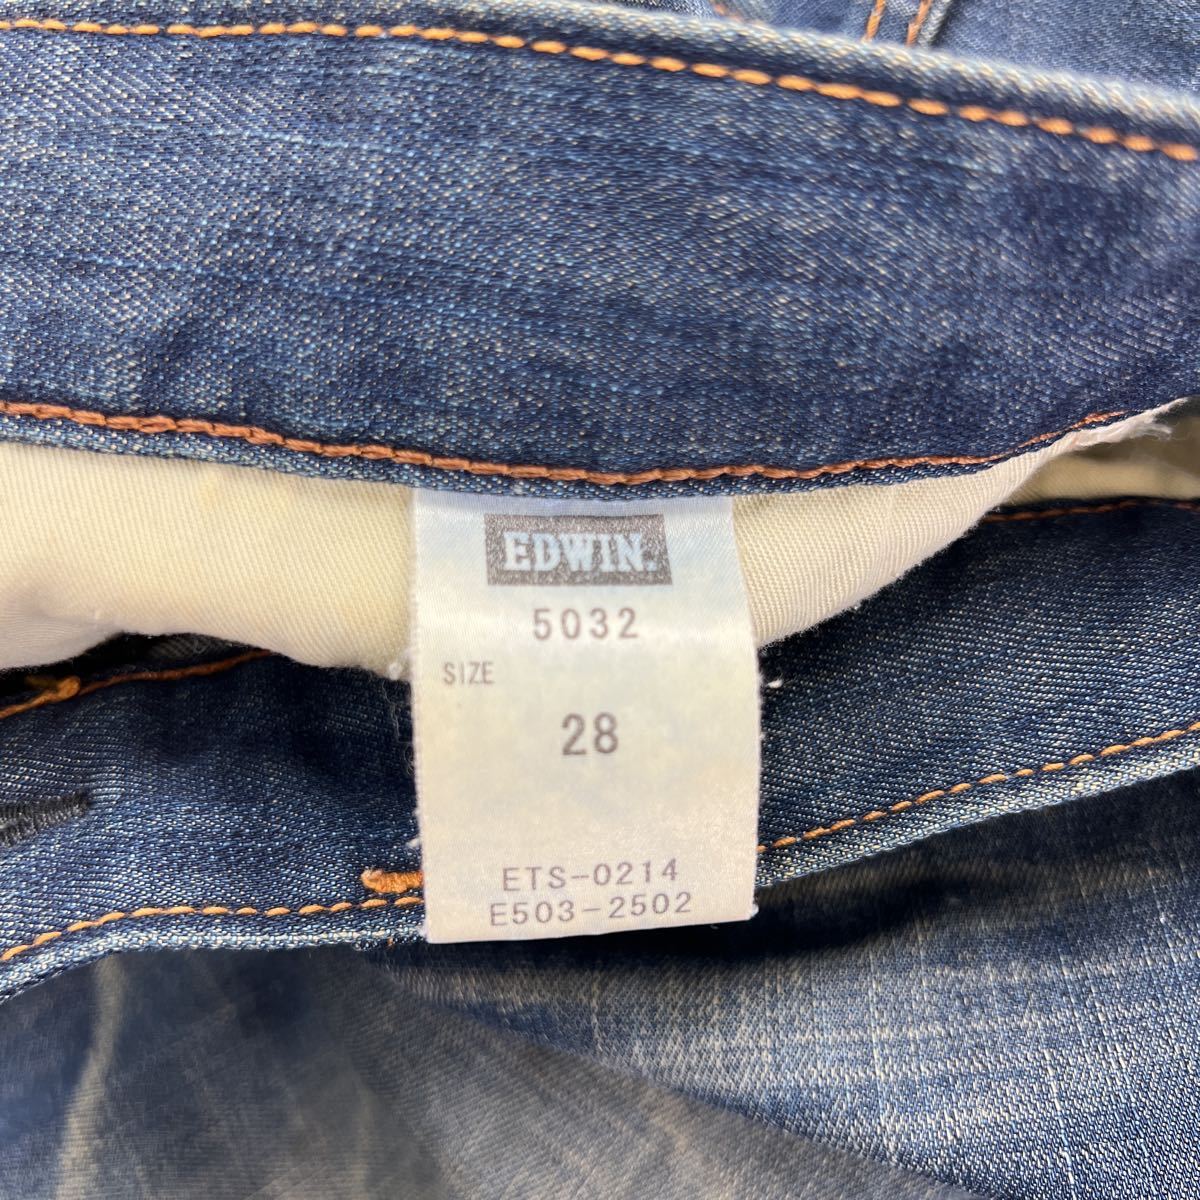 EDWIN.
5032
SIZE
28
ETS-0214
E503-2502